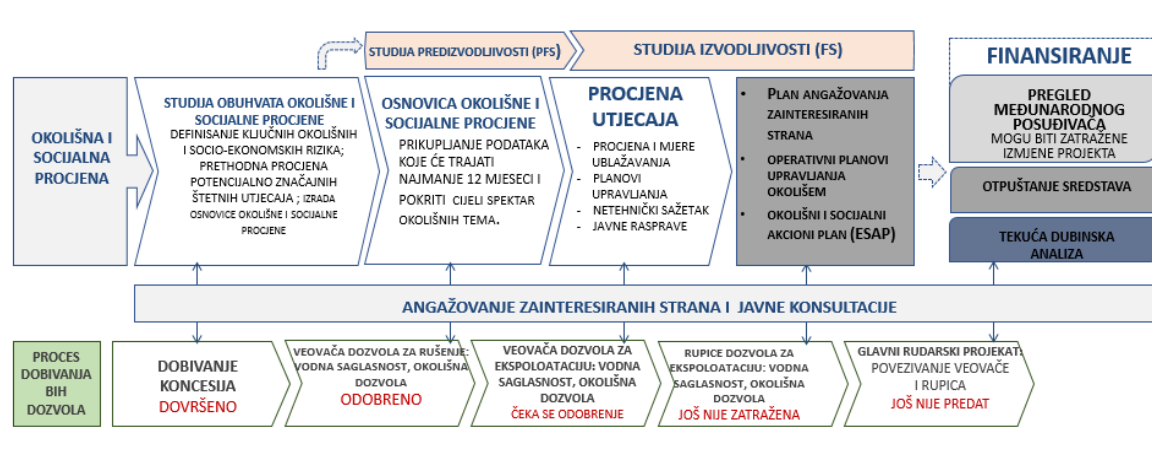 STUDIJA PREDIZVODLJIVOSTI (PFS)
STUDIJA IZVODLJIVOSTI (FS)
FINANSIRANJE
OKOLIŠNA I
SOCIJALNA
PROCJENA
STUDIJA OBUHVATA OKOLIŠNE I
SOCIJALNE PROCJENE
DEFINISANJE KLJUČNIH OKOLIŠNIH
I SOCIO-EKONOMSKIH RIZIKA;
PRETHODNA PROCJENA
POTENCIJALNO ZNAČAJNIH
ŠTETNIH UTJECAJA ; IZRADA
OSNOVICE OKOLIŠNE I SOCIJALNE
PROCJENE
OSNOVICA OKOLIŠNE I
SOCIJALNE PROCJENE
PRIKUPLJANJE PODATAKA
KOJE ĆE TRAJATI
NAJMANJE 12 MJESECI I
POKRITI CIJELI SPEKTAR
OKOLIŠNIH TEMA.
PROCJENA
UTJECAJA
- PROCJENA I MJERE
UBLAŽAVANJA
- PLANOVI
UPRAVLJANJA
- NETEHNIČKI SAŽETAK
- JAVNE RASPRAVE
• PLAN ANGAŽOVANJA
ZAINTERESIRANIH
STRANA
• OPERATIVNI PLANOVI
UPRAVLJANJA
OKOLIŠEM
• OKOLIŠNI I SOCIJALNI
AKCIONI PLAN (ESAP)
PREGLED
MEĐUNARODNOG
POSUĐIVAČA
MOGU BITI ZATRAŽENE
IZMJENE PROJEKTA
OTPUŠTANJE SREDSTAVA
TEKUĆA DUBINSKA
ANALIZA
ANGAŽOVANJE ZAINTERESIRANIH STRANA I JAVNE KONSULTACIJE
PROCES
DOBIVANJA
BIH
DOZVOLA
DOBIVANJE
KONCESIJA
DOVRŠENO
VEOVAČA DOZVOLA ZA RUŠENJE:
VODNA SAGLASNOST, OKOLIŠNA
DOZVOLA
ODOBRENO
VEOVAČA DOZVOLA ZA
EKSPLOATACIJU: VODNA
SAGLASNOST, OKOLIŠNA
DOZVOLA
ČEKA SE ODOBRENJE
RUPICE DOZVOLA ZA
EKSPOLOATACIJU: VODNA
SAGLASNOST, OKOLIŠNA
DOZVOLA
JOŠ NIJE ZATRAŽENA
GLAVNI RUDARSKI PROJEKAT:
POVEZIVANJE VEOVAČE
I RUPICA
JOŠ NIJE PREDAT